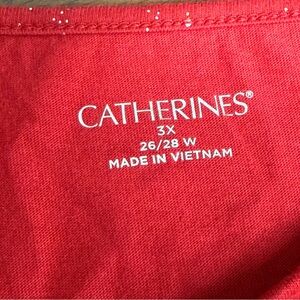 CATHERINES®
3X
26/28 W
MADE IN VIETNAM